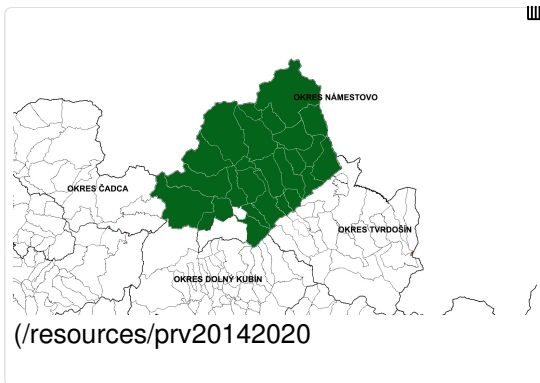 OKRES NÁMESTOVO
OKRES ČADCA
OKRES TVRDOŠÍN
OKRES DOLNÝ KUBÍN
(/resources/prv20142020